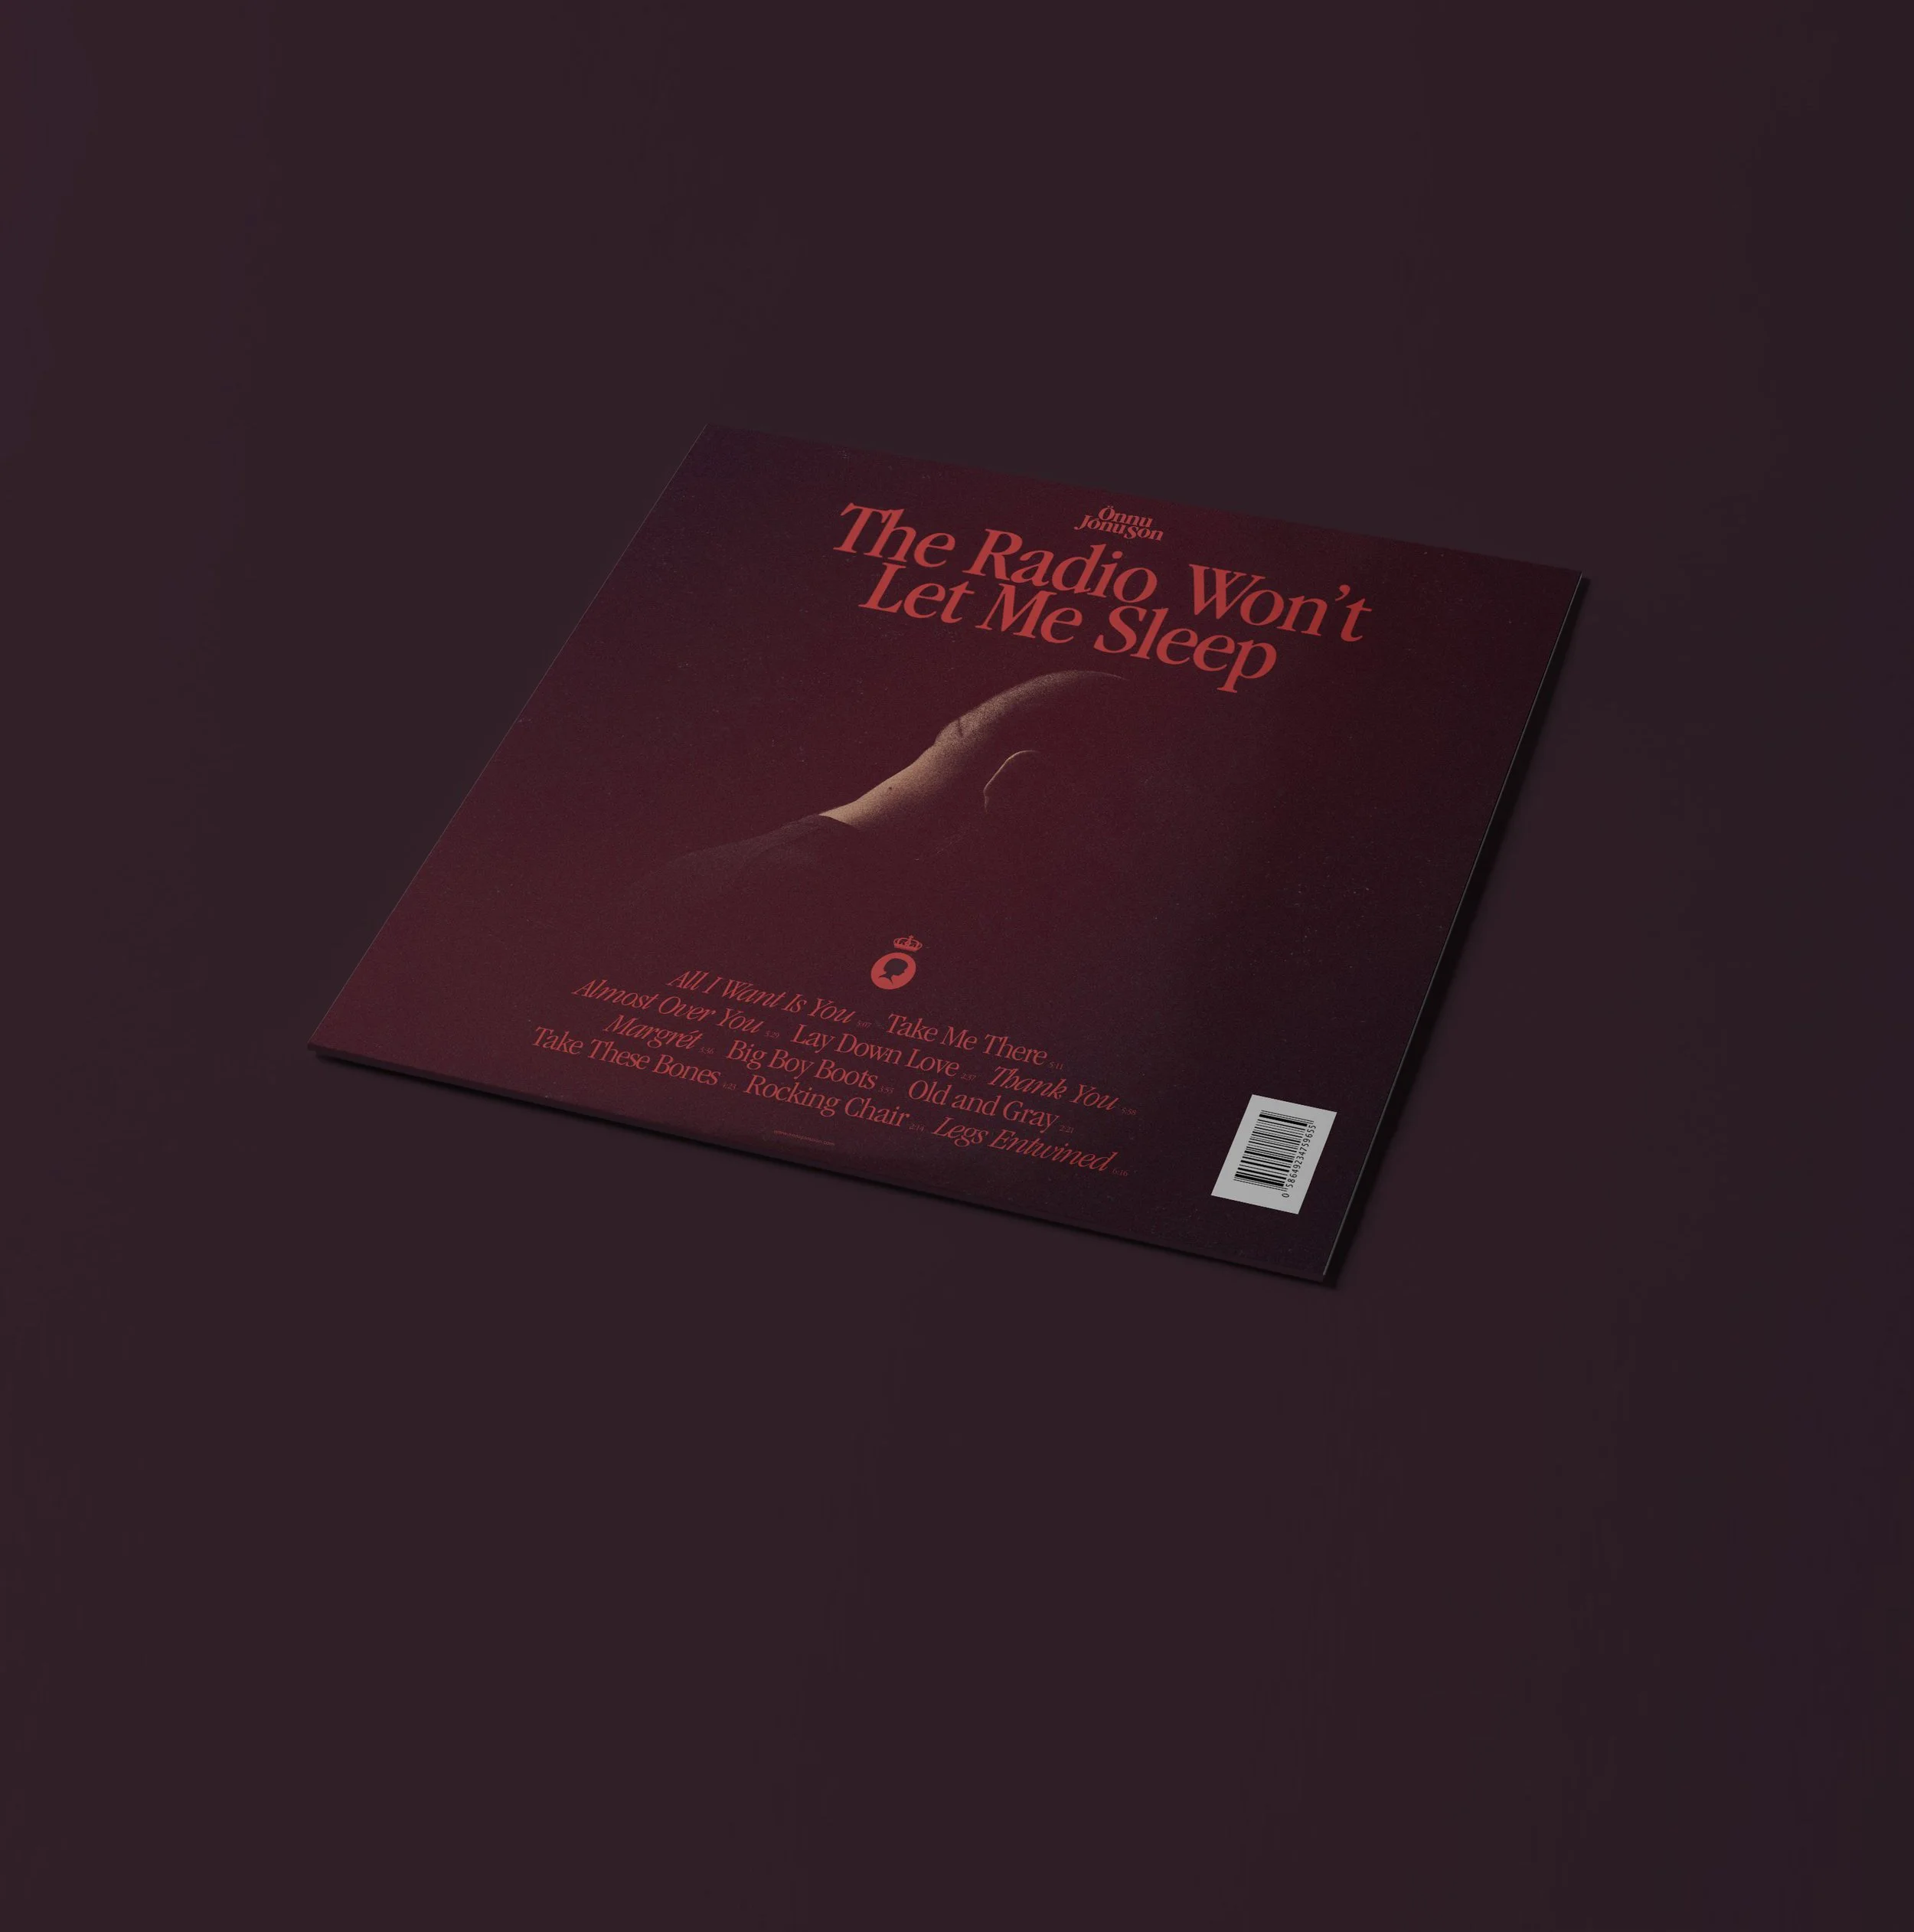 Önnu
Jónu Son
The Radio Won't
Let Me Sleep
All I Want Is You Take Me There
Almost Over You Lay Down Love Thank You
Margrét Big Boy Boots Old and Gray
Take These Bones Rocking Chair Legs Entwined